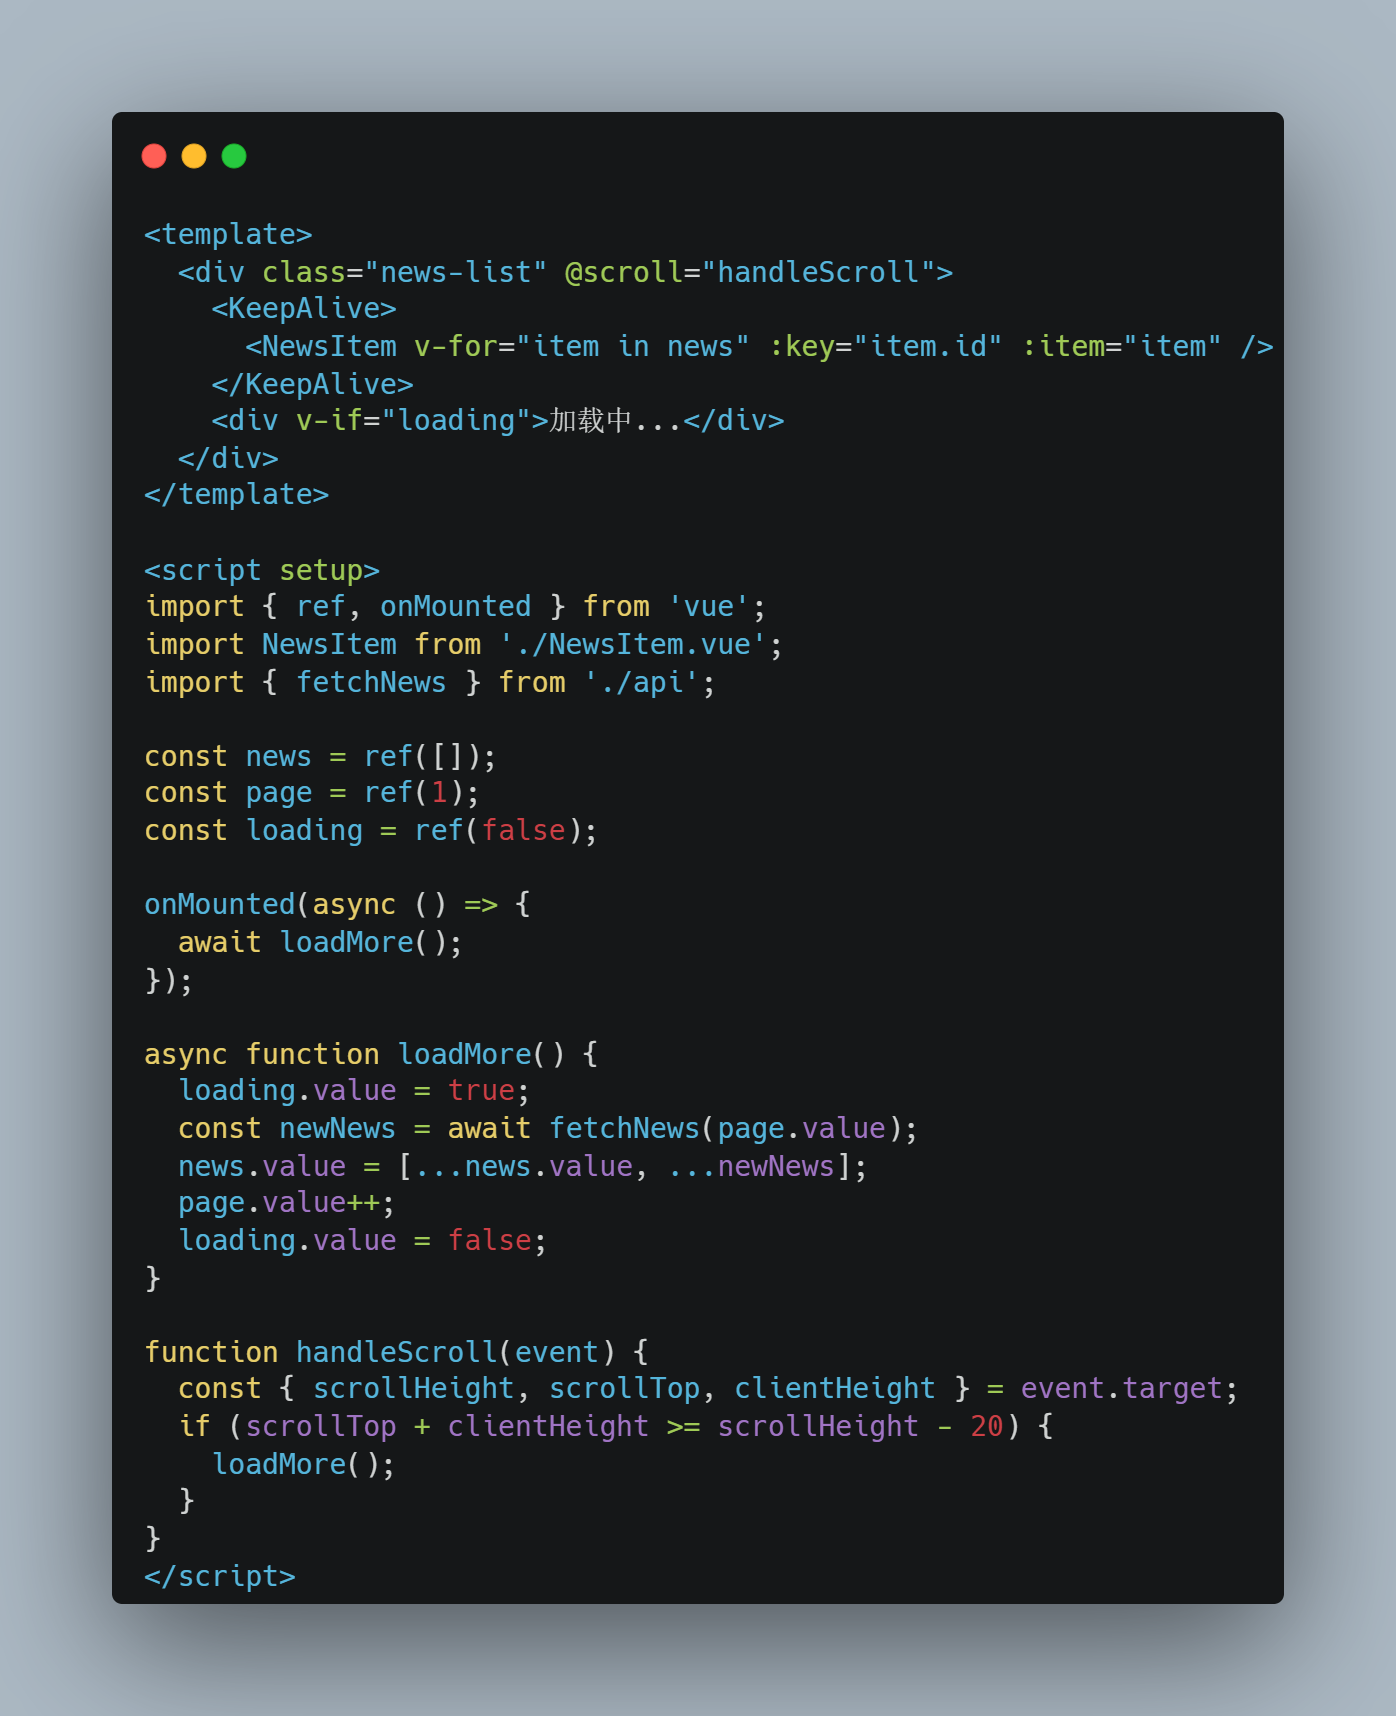 <template>
  <div class="news-list" @scroll="handleScroll">
    <KeepAlive>
      <NewsItem v-for="item in news" :key="item.id" :item="item" />
    </KeepAlive>
    <div v-if="loading">加载中...</div>
  </div>
</template>

<script setup>
import { ref, onMounted } from 'vue';
import NewsItem from './NewsItem.vue';
import { fetchNews } from './api';

const news = ref([]);
const page = ref(1);
const loading = ref(false);

onMounted(async () => {
  await loadMore();
});

async function loadMore() {
  loading.value = true;
  const newNews = await fetchNews(page.value);
  news.value = [...news.value, ...newNews];
  page.value++;
  loading.value = false;
}

function handleScroll(event) {
  const { scrollHeight, scrollTop, clientHeight } = event.target;
  if (scrollTop + clientHeight >= scrollHeight - 20) {
    loadMore();
  }
}
</script>